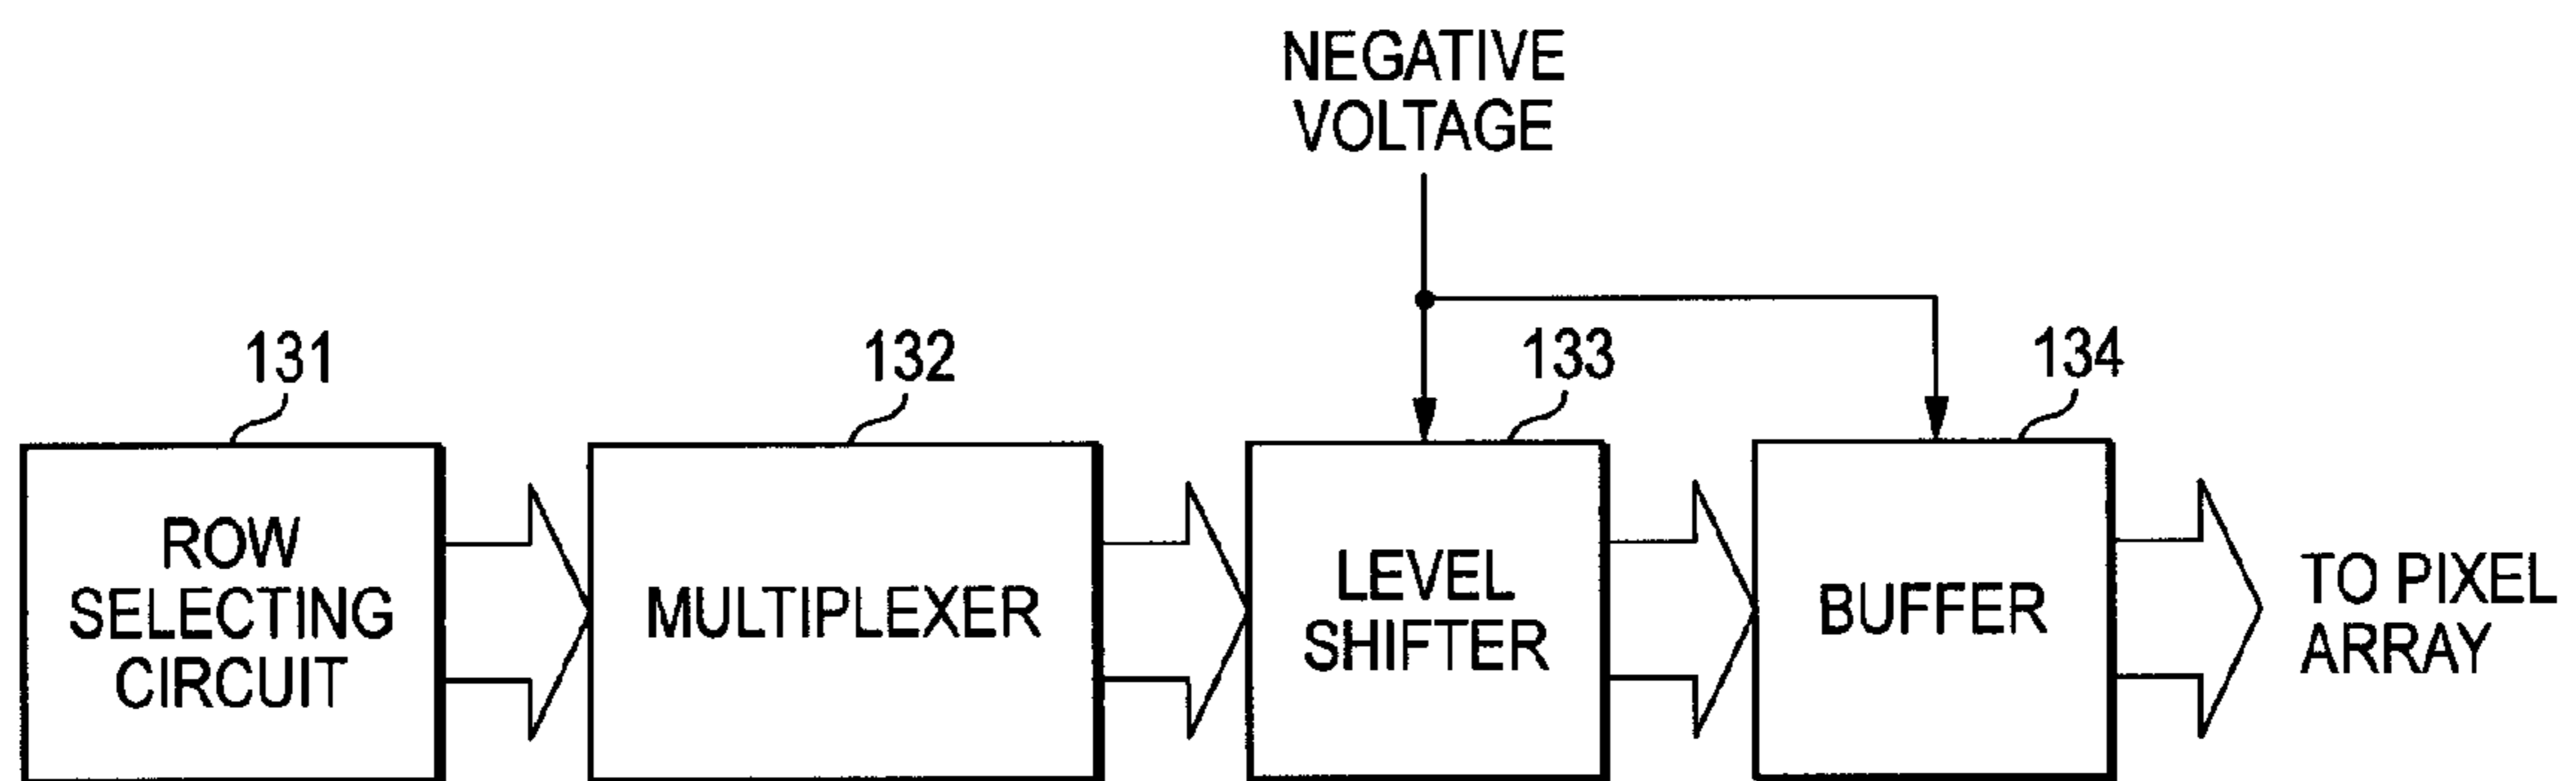 NEGATIVE
VOLTAGE
131
132
133
134
ROW
SELECTING
CIRCUIT
MULTIPLEXER
LEVEL
SHIFTER
BUFFER
TO PIXEL
ARRAY